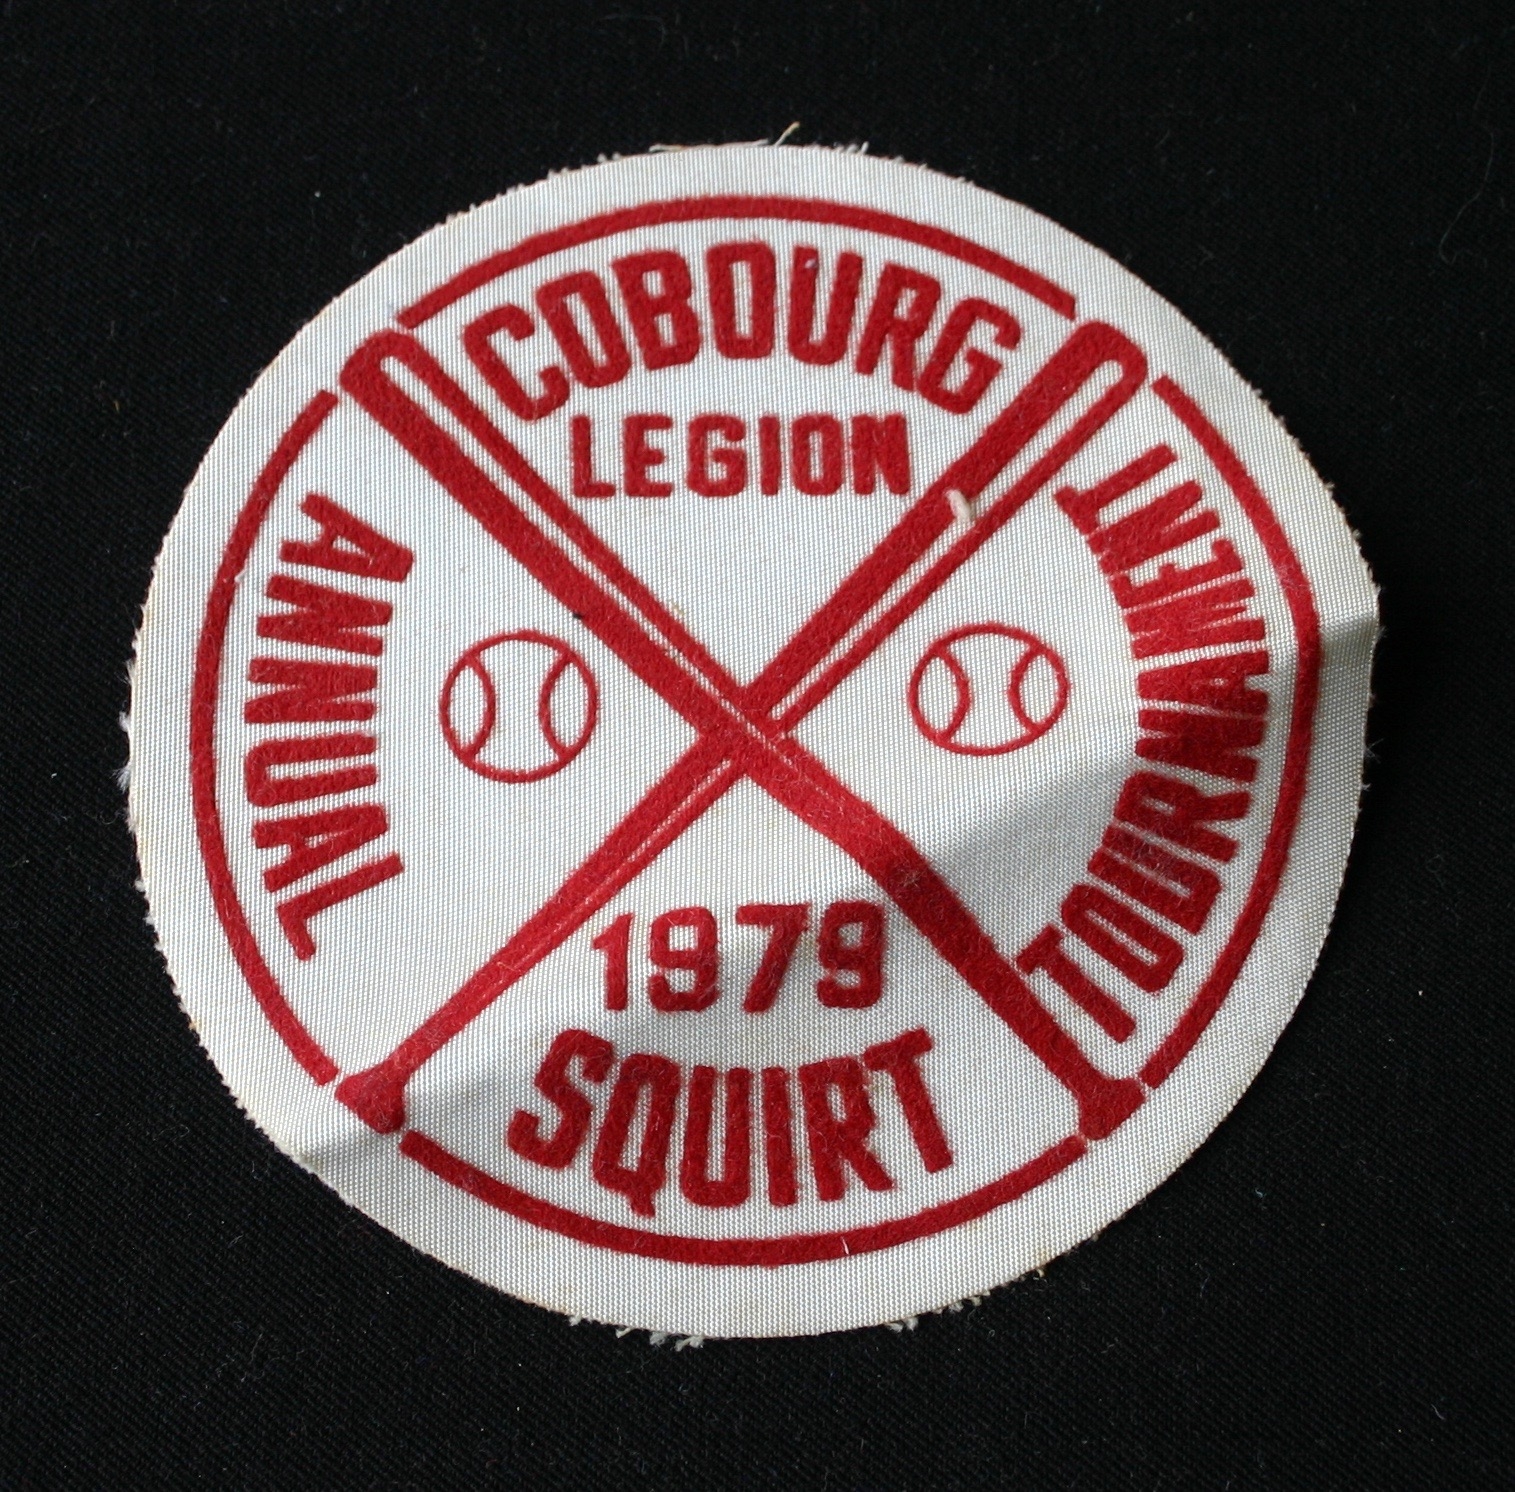 COBOURG
LEGION
ANNUAL
TOURNAMENT
1979
SQUIRT